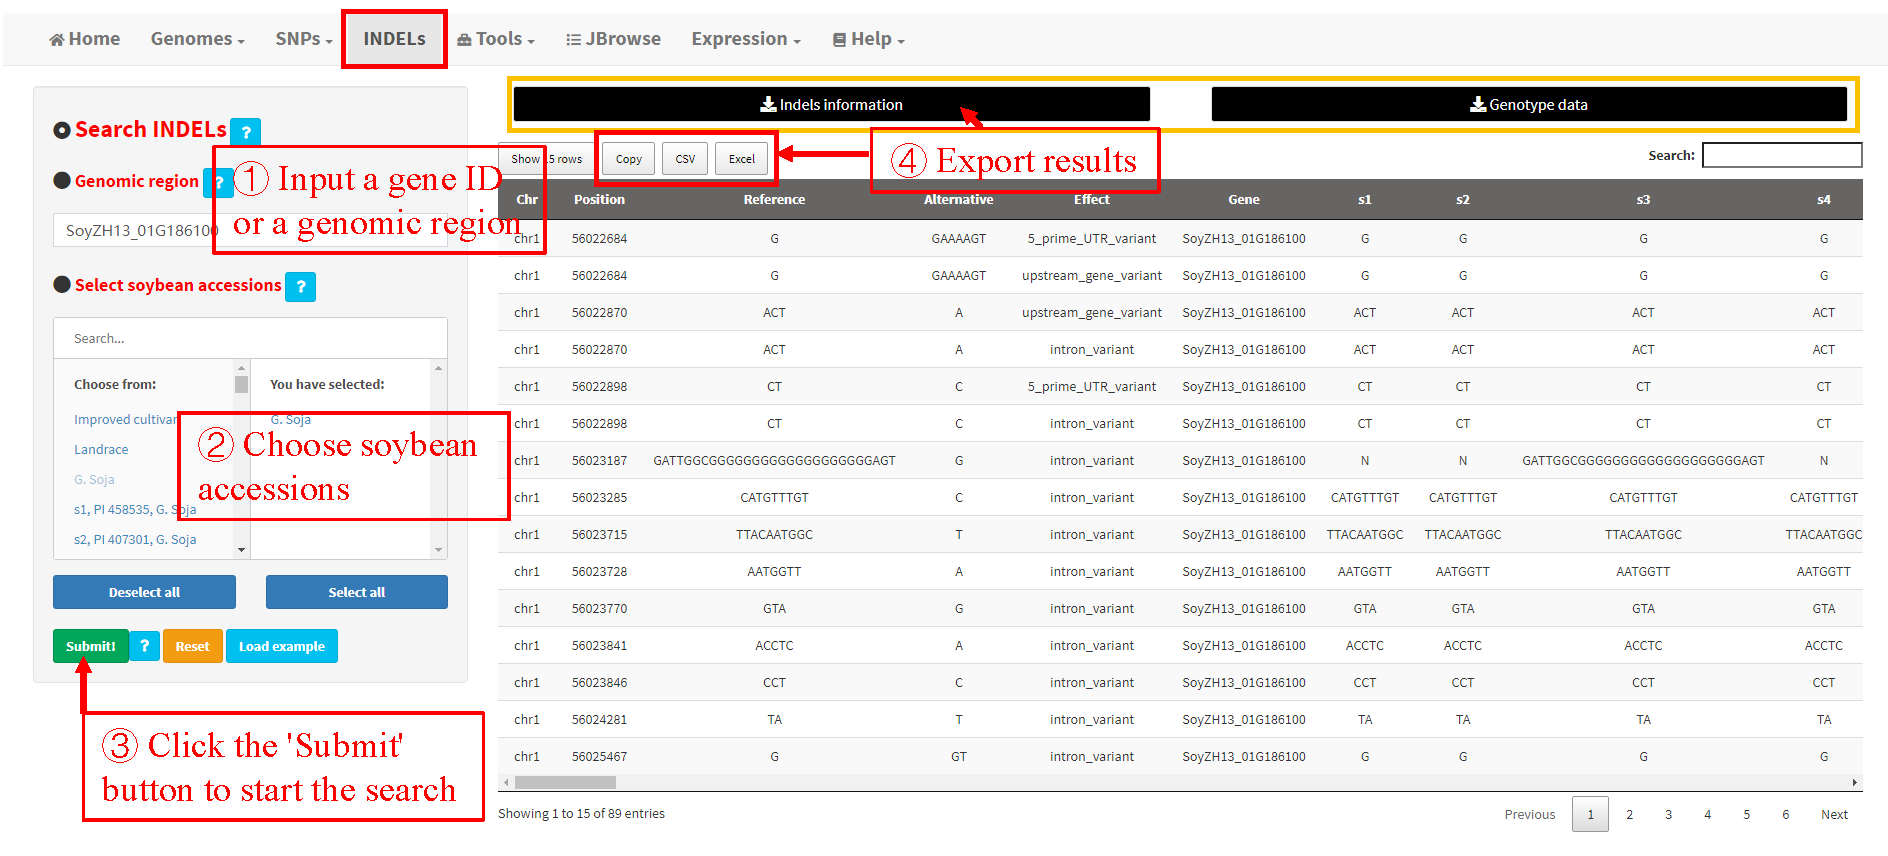 Home Genomes SNPs INDELs Tools JBrowse Expression Help
Search INDELs ?
Genomic region ?
SoyZH13_01G186100
① Input a gene ID
or a genomic region
Select soybean accessions ?
Search...
Choose from: You have selected:
Improved cultivar G. Soja
Landrace
G. Soja
s1, PI 458535, G. Soja
s2, PI 407301, G. Soja
② Choose soybean
accessions
Deselect all Select all
Submit! ? Reset Load example
③ Click the 'Submit'
button to start the search
Indels information Genotype data
Show 15 rows Copy CSV Excel
④ Export results
Search:
Chr Position Reference Alternative Effect Gene s1 s2 s3 s4
chr1 56022684 G GAAAAGT 5_prime_UTR_variant SoyZH13_01G186100 G G G G
chr1 56022684 G GAAAAGT upstream_gene_variant SoyZH13_01G186100 G G G G
chr1 56022870 ACT A upstream_gene_variant SoyZH13_01G186100 ACT ACT ACT ACT
chr1 56022870 ACT A intron_variant SoyZH13_01G186100 ACT ACT ACT ACT
chr1 56022898 CT C 5_prime_UTR_variant SoyZH13_01G186100 CT CT CT CT
chr1 56022898 CT C intron_variant SoyZH13_01G186100 CT CT CT CT
chr1 56023187 GATTGGCGGGGGGGGGGGGGGGGGGGAGT G intron_variant SoyZH13_01G186100 N N GATTGGCGGGGGGGGGGGGGGGGGGGAGT N
chr1 56023285 CATGTTTGT C intron_variant SoyZH13_01G186100 CATGTTTGT CATGTTTGT CATGTTTGT CATGTTTGT
chr1 56023715 TTACAATGGC T intron_variant SoyZH13_01G186100 TTACAATGGC TTACAATGGC TTACAATGGC TTACAATGGC
chr1 56023728 AATGGTT A intron_variant SoyZH13_01G186100 AATGGTT AATGGTT AATGGTT AATGGTT
chr1 56023770 GTA G intron_variant SoyZH13_01G186100 GTA GTA GTA GTA
chr1 56023841 ACCTC A intron_variant SoyZH13_01G186100 ACCTC ACCTC ACCTC ACCTC
chr1 56023846 CCT C intron_variant SoyZH13_01G186100 CCT CCT CCT CCT
chr1 56024281 TA T intron_variant SoyZH13_01G186100 TA TA TA TA
chr1 56025467 G GT intron_variant SoyZH13_01G186100 G G G G
Showing 1 to 15 of 89 entries Previous 1 2 3 4 5 6 Next